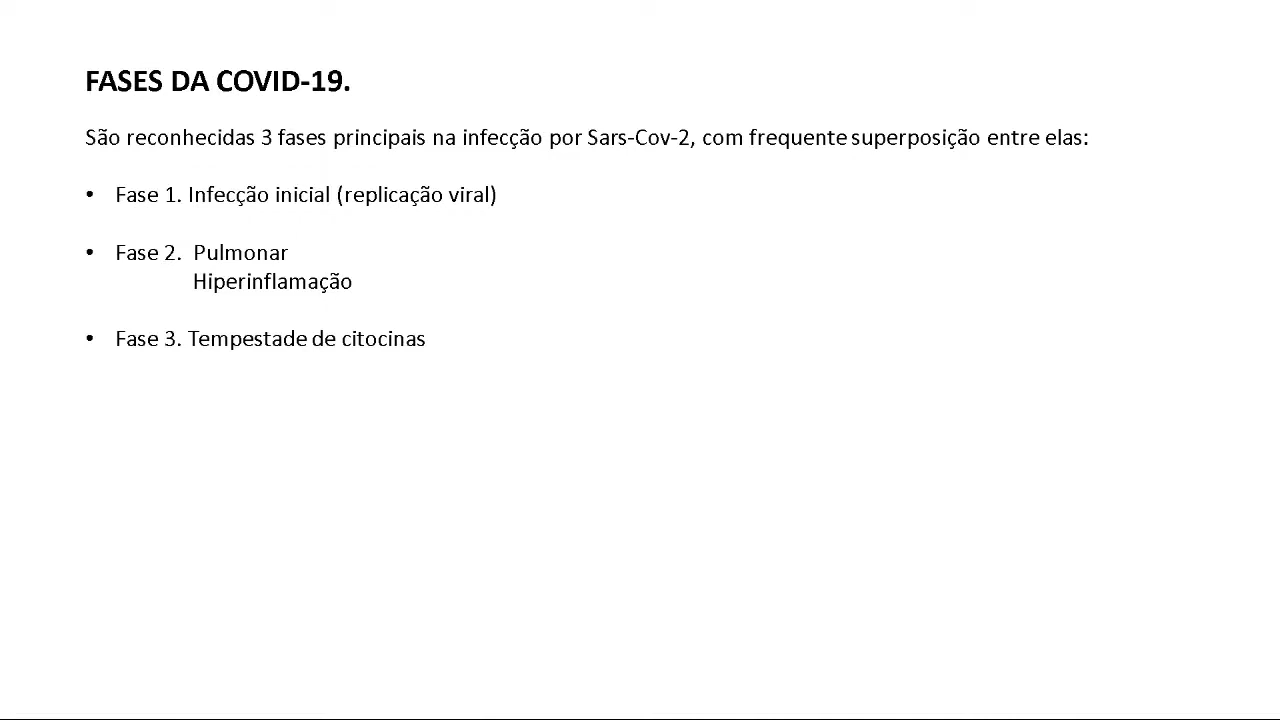 FASES DA COVID-19.
São reconhecidas 3 fases principais na infecção por Sars-Cov-2, com frequente superposição entre elas:
• Fase 1. Infecção inicial (replicação viral)
• Fase 2. Pulmonar
Hiperinflamação
• Fase 3. Tempestade de citocinas